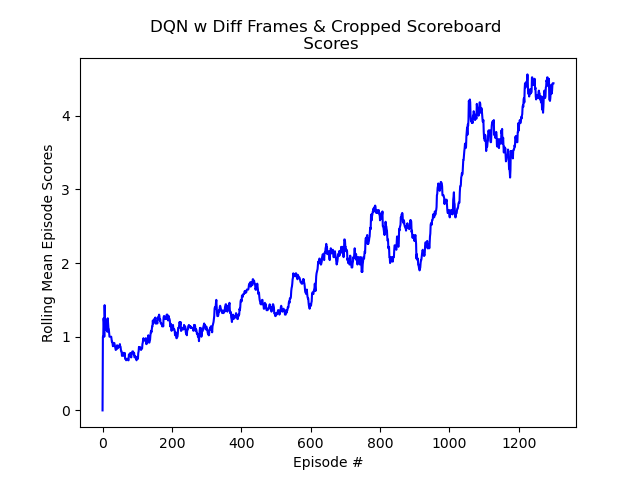 DQN w Diff Frames & Cropped Scoreboard
Scores
Rolling Mean Episode Scores
4
3
2
1
0
0 200 400 600 800 1000 1200
Episode #